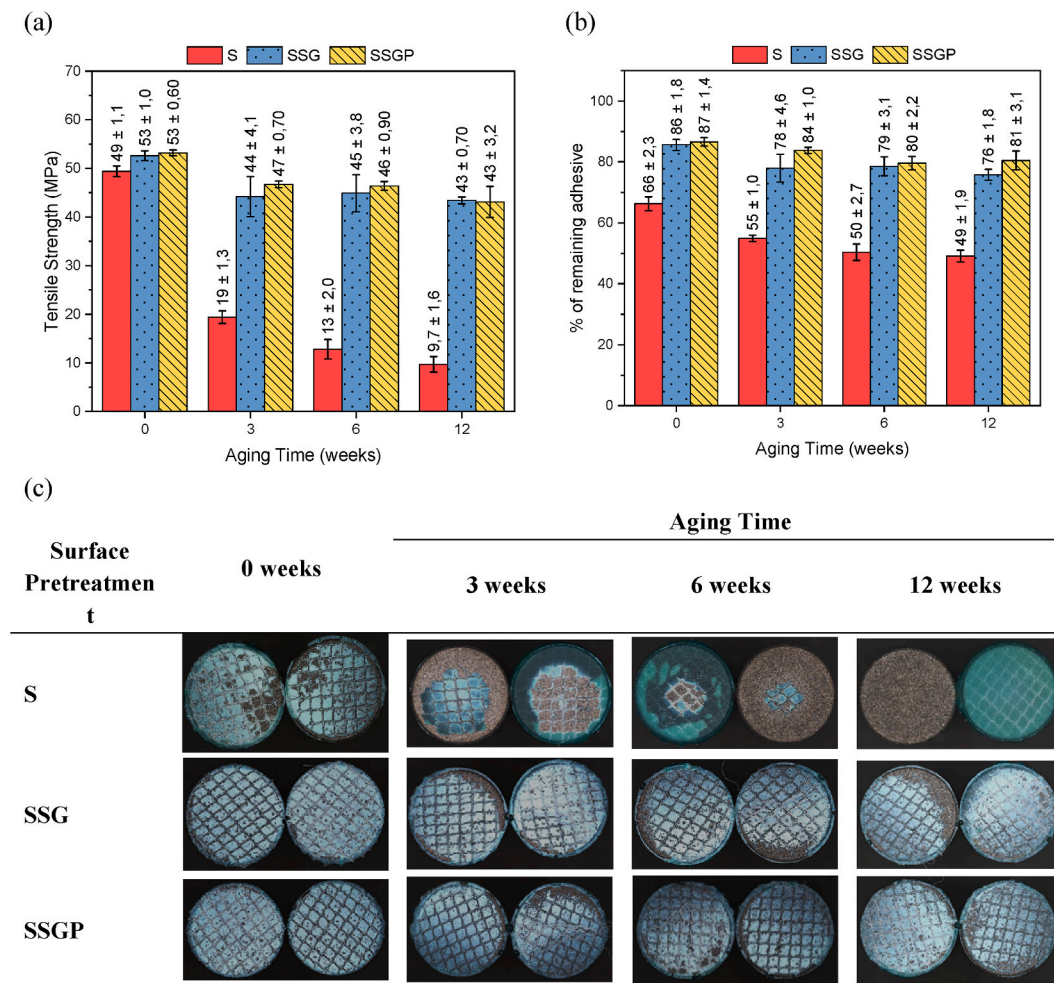 (a)
S SSG SSGP
Tensile Strength (MPa)
70
60
50
40
30
20
10
0
49 ± 1,1
53 ± 1,0
53 ± 0,60
19 ± 1,3
44 ± 4,1
47 ± 0,70
13 ± 2,0
45 ± 3,8
46 ± 0,90
9,7 ± 1,6
43 ± 0,70
43 ± 3,2
0 3 6 12
Aging Time (weeks)
(b)
S SSG SSGP
% of remaining adhesive
100
80
60
40
20
0
66 ± 2,3
86 ± 1,8
87 ± 1,4
55 ± 1,0
78 ± 4,6
84 ± 1,0
50 ± 2,7
79 ± 3,1
80 ± 2,2
49 ± 1,9
76 ± 1,8
81 ± 3,1
0 3 6 12
Aging Time (weeks)
(c)
Surface
Pretreatmen
t
0 weeks
Aging Time
3 weeks 6 weeks 12 weeks
S
SSG
SSGP